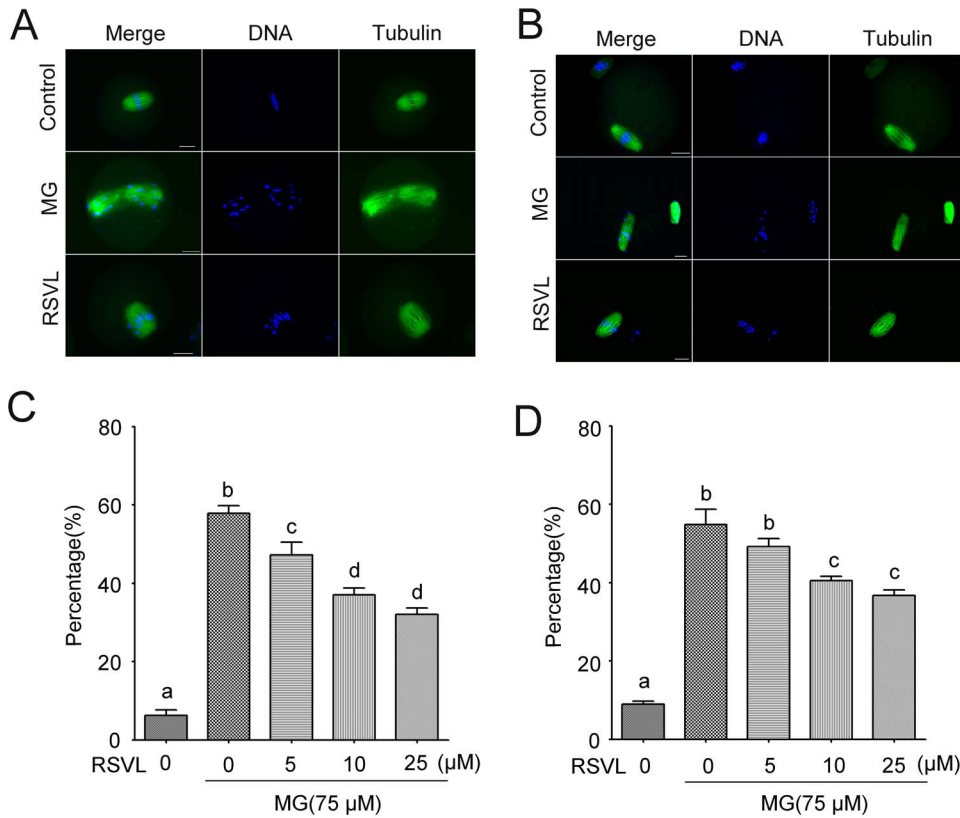 A
Merge DNA Tubulin
Control
MG
RSVL
B
Merge DNA Tubulin
Control
MG
RSVL
C
80
60
40
20
0
Percentage(%)
a b c d d
RSVL 0 0 5 10 25 (μM)
MG(75 μM)
D
80
60
40
20
0
Percentage(%)
a b b c c
RSVL 0 0 5 10 25 (μM)
MG(75 μM)